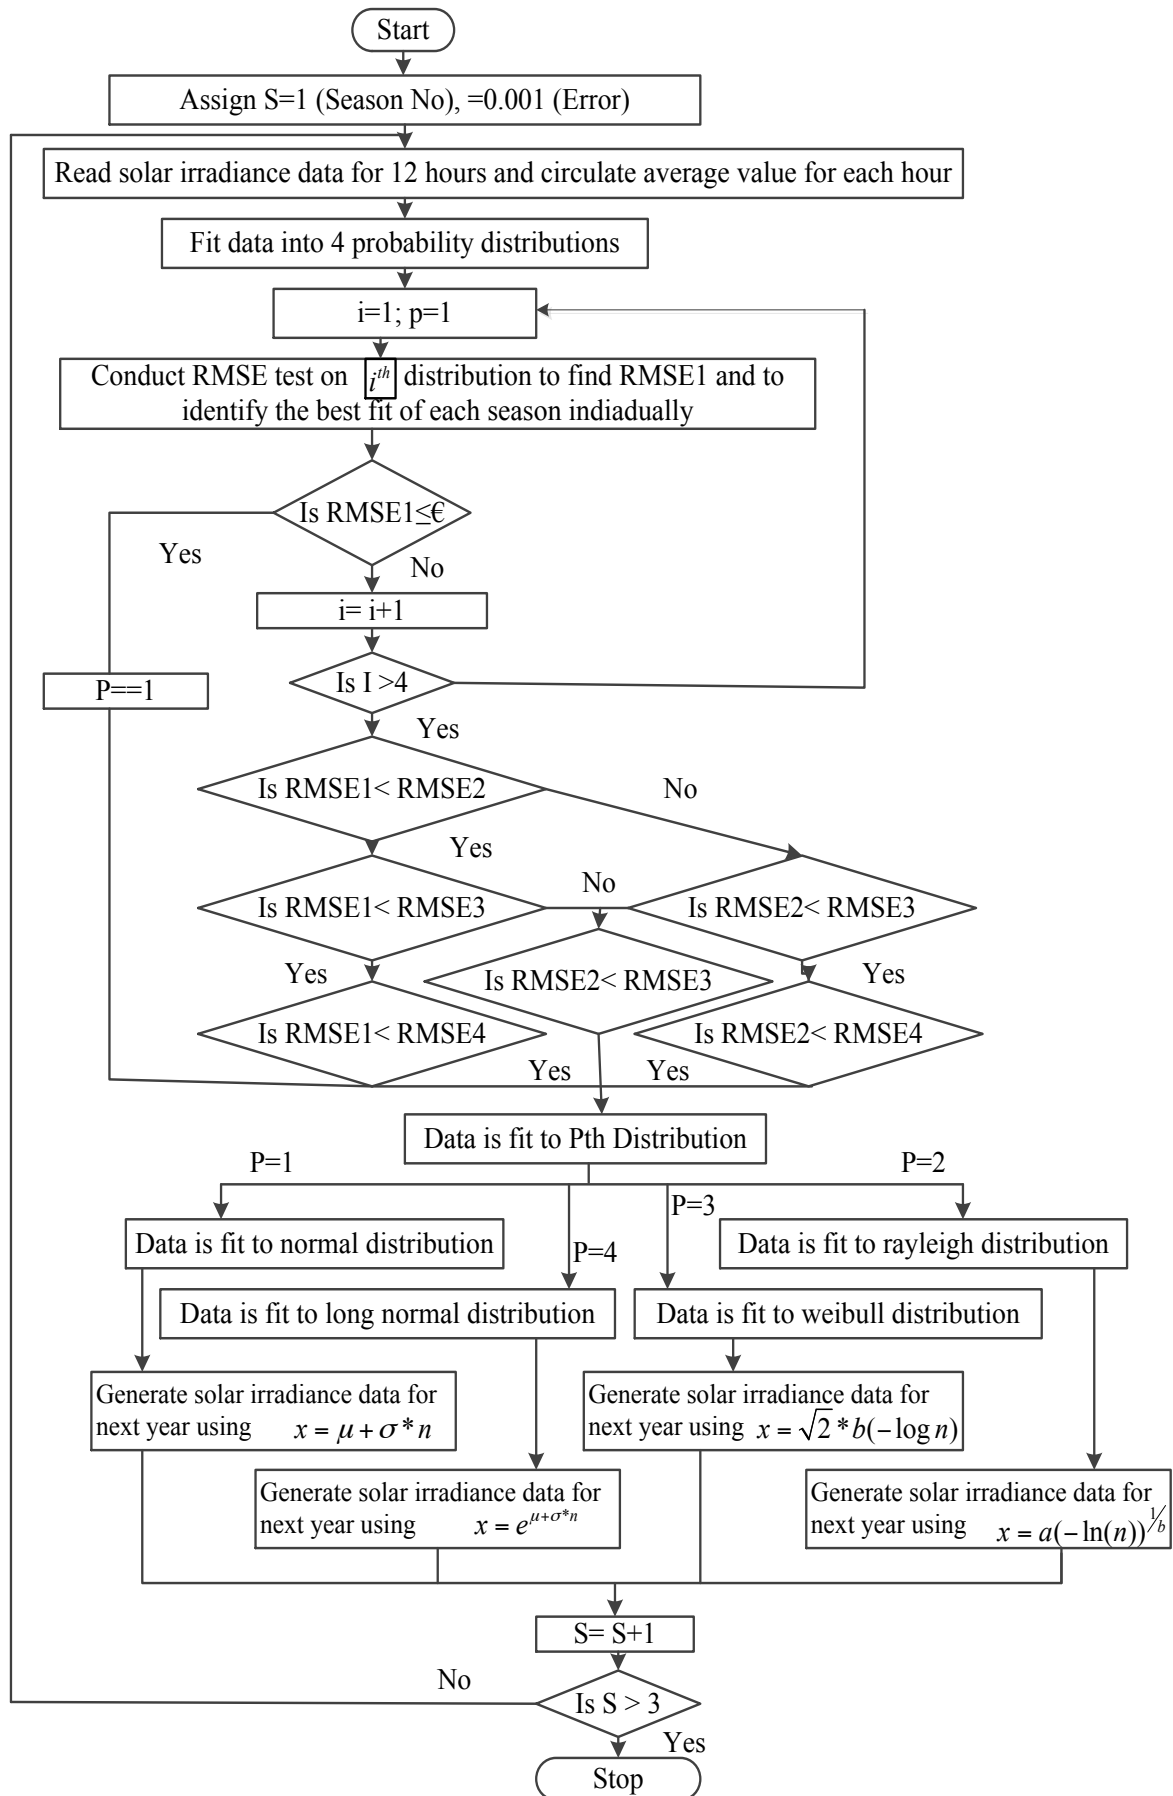 Start
Assign S=1 (Season No), =0.001 (Error)
Read solar irradiance data for 12 hours and circulate average value for each hour
Fit data into 4 probability distributions
i=1; p=1
Conduct RMSE test on i^th distribution to find RMSE1 and to
identify the best fit of each season indiadually
Is RMSE1≤€
Yes
No
i= i+1
P==1
Is I >4
Yes
Is RMSE1< RMSE2
No
Yes
Is RMSE1< RMSE3
No
Is RMSE2< RMSE3
Yes
Is RMSE2< RMSE3
Yes
Is RMSE1< RMSE4
Is RMSE2< RMSE4
Yes
Yes
Data is fit to Pth Distribution
P=1
P=2
P=3
Data is fit to normal distribution
P=4
Data is fit to rayleigh distribution
Data is fit to long normal distribution
Data is fit to weibull distribution
Generate solar irradiance data for
next year using x = μ + σ * n
Generate solar irradiance data for
next year using x = √2 * b(− log n)
Generate solar irradiance data for
next year using x = e^{μ+σ*n}
Generate solar irradiance data for
next year using x = a(− ln(n))^{1/b}
S= S+1
No
Is S > 3
Yes
Stop